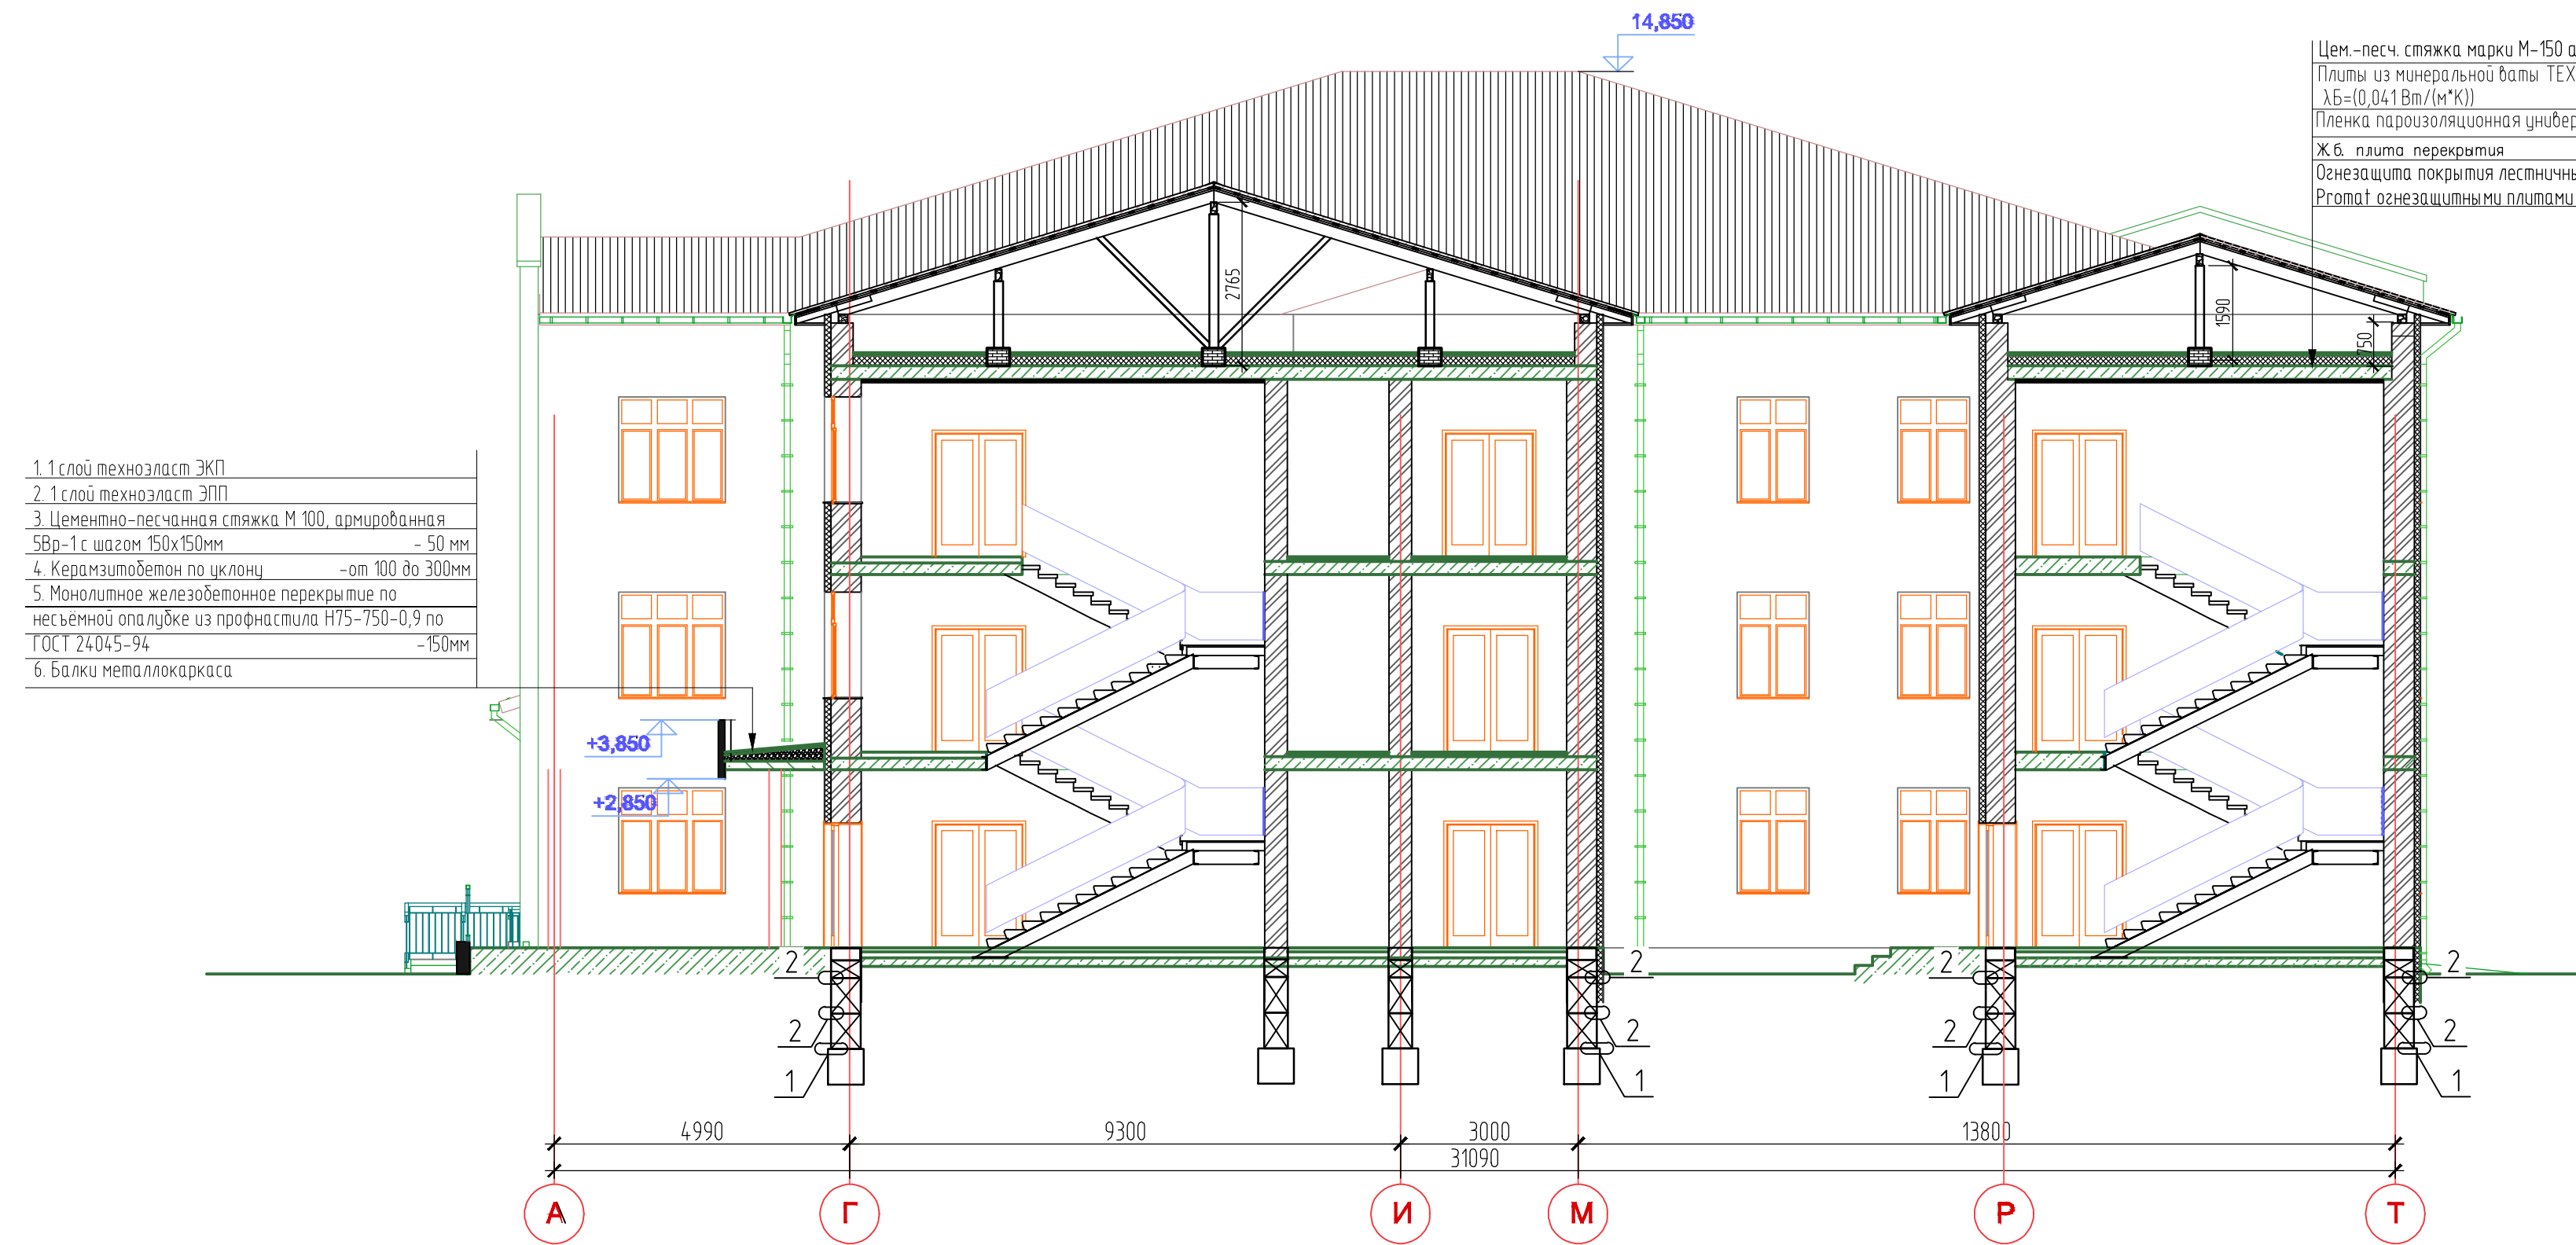 14,850
Цем.-песч. стяжка марки М-150 а
Плиты из минеральной ваты ТЕХ
λБ=(0,041 Вт/(м*К))
Пленка пароизоляционная универ
Ж.б. плита перекрытия
Огнезащита покрытия лестничны
Promat огнезащитными плитами
2765
1590
750
1. 1 слой техноэласт ЭКП
2. 1 слой техноэласт ЭПП
3. Цементно-песчанная стяжка М 100, армированная
5Вр-1 с шагом 150х150мм - 50 мм
4. Керамзитобетон по уклону -от 100 до 300мм
5. Монолитное железобетонное перекрытие по
несъёмной опалубке из профнастила Н75-750-0,9 по
ГОСТ 24045-94 -150мм
6. Балки металлокаркаса
+3,850
+2,850
2 2 2 2
2 2 2 2
1 1 1 1
4990 9300 3000 13800
31090
А Г И М Р Т